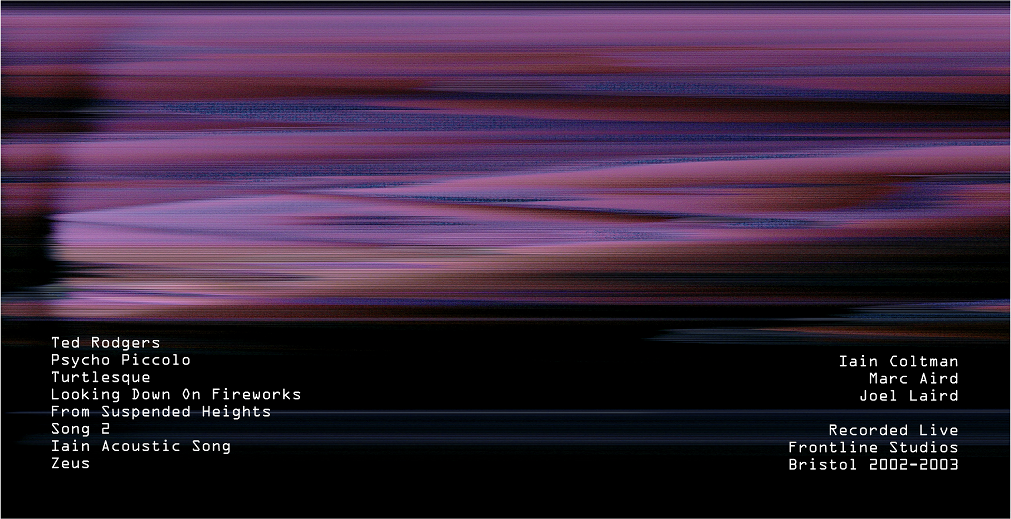 Ted Rodgers
Psycho Piccolo
Turtlesque
Looking Down On Fireworks
From Suspended Heights
Song 2
Iain Acoustic Song
Zeus
Iain Coltman
Marc Aird
Joel Laird
Recorded Live
Frontline Studios
Bristol 2002-2003